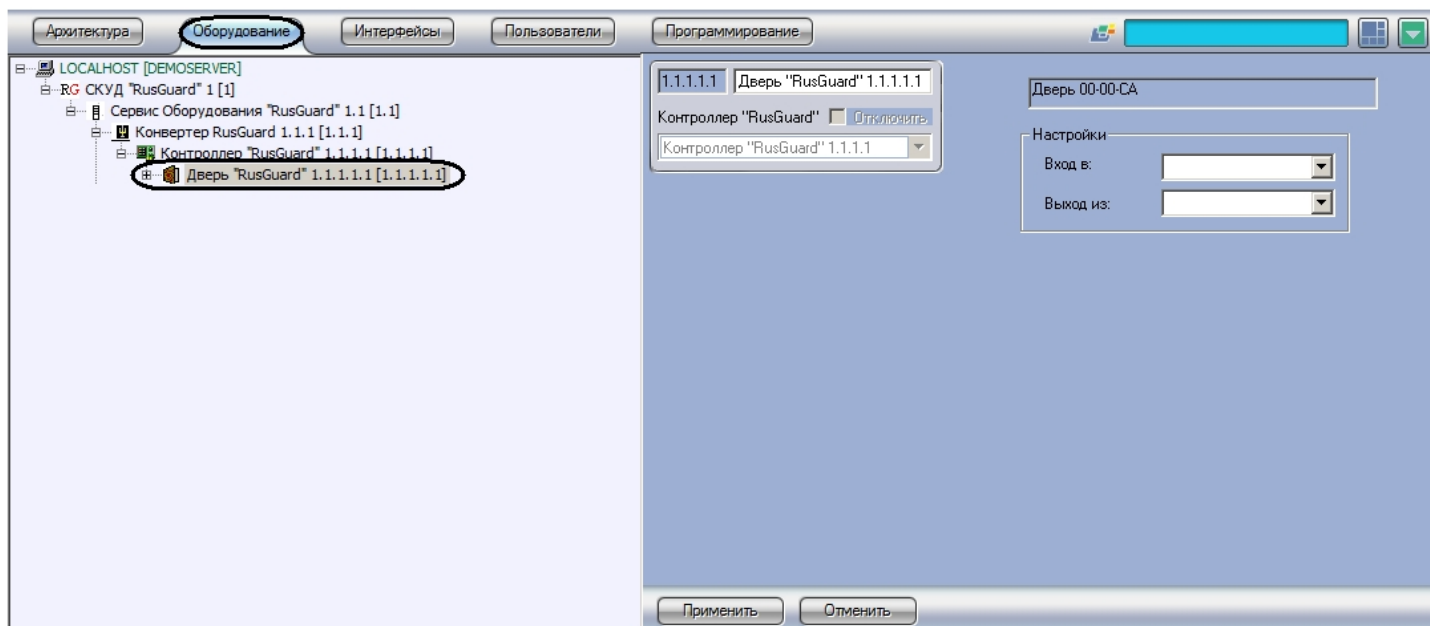 Архитектура Оборудование Интерфейсы Пользователи Программирование
LOCALHOST [DEMOSERVER]
RG СКУД "RusGuard" 1 [1]
Сервис Оборудования "RusGuard" 1.1 [1.1]
Конвертер RusGuard 1.1.1 [1.1.1]
Контроллер "RusGuard" 1.1.1.1 [1.1.1.1]
Дверь "RusGuard" 1.1.1.1.1 [1.1.1.1.1]
1.1.1.1.1 Дверь "RusGuard" 1.1.1.1.1
Контроллер "RusGuard" Отключить
Контроллер "RusGuard" 1.1.1.1
Дверь 00-00-CA
Настройки
Вход в:
Выход из:
Применить Отменить